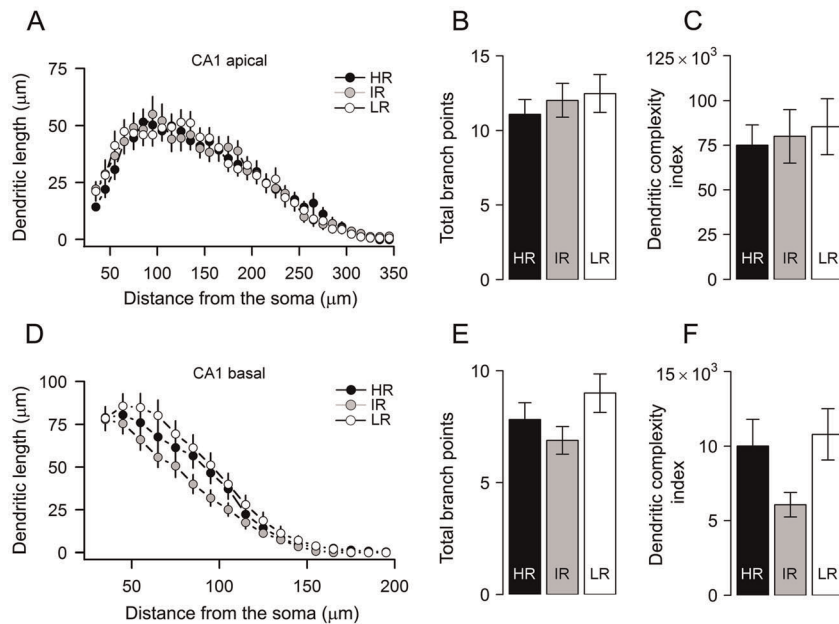 A
CA1 apical
HR
IR
LR
75
50
25
0
Dendritic length (μm)
50 100 150 200 250 300 350
Distance from the soma (μm)
B
15
10
5
0
Total branch points
HR IR LR
C
125 × 10³
100
75
50
25
0
Dendritic complexity
index
HR IR LR
D
CA1 basal
HR
IR
LR
100
75
50
25
0
Dendritic length (μm)
50 100 150 200
Distance from the soma (μm)
E
10
5
0
Total branch points
HR IR LR
F
15 × 10³
10
5
0
Dendritic complexity
index
HR IR LR